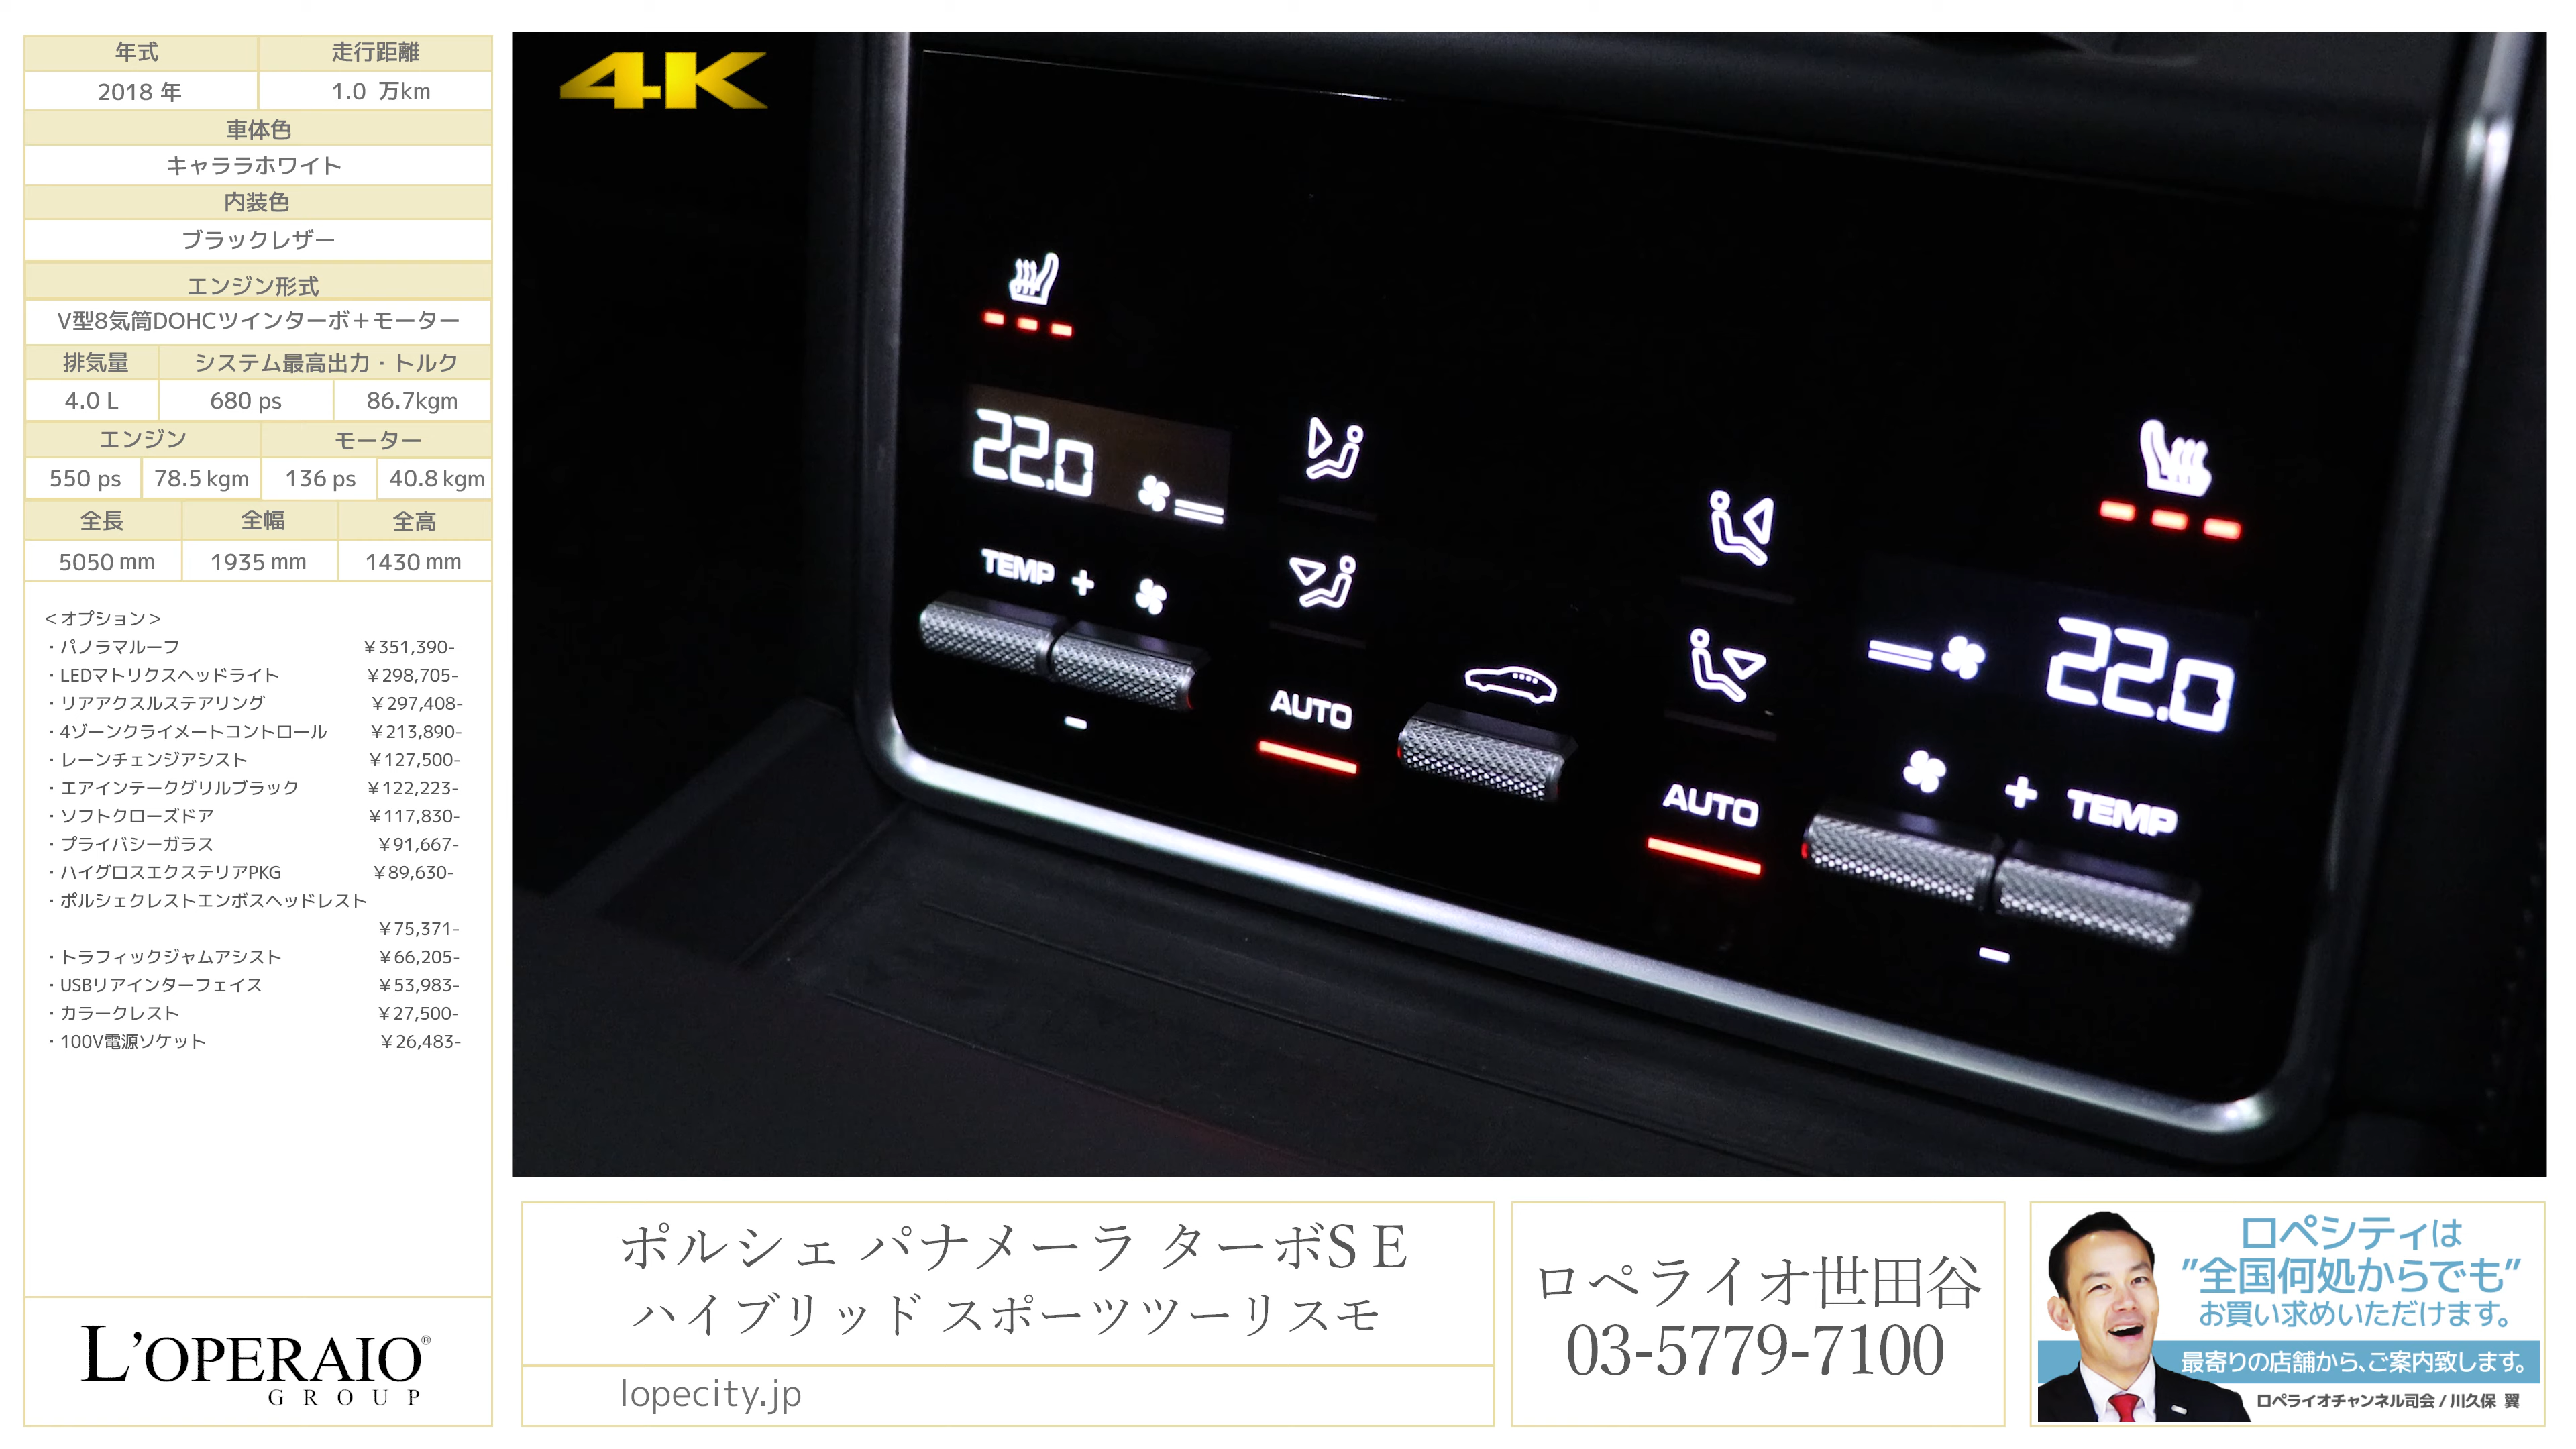 年式 走行距離
2018 年 1.0 万km
車体色
キャララホワイト
内装色
ブラックレザー
エンジン形式
V型8気筒DOHCツインターボ＋モーター
排気量 システム最高出力・トルク
4.0 L 680 ps 86.7kgm
エンジン モーター
550 ps 78.5 kgm 136 ps 40.8 kgm
全長 全幅 全高
5050 mm 1935 mm 1430 mm
＜オプション＞
・パノラマルーフ ￥351,390-
・LEDマトリクスヘッドライト ￥298,705-
・リアアクスルステアリング ￥297,408-
・4ゾーンクライメートコントロール ￥213,890-
・レーンチェンジアシスト ￥127,500-
・エアインテークグリルブラック ￥122,223-
・ソフトクローズドア ￥117,830-
・プライバシーガラス ￥91,667-
・ハイグロスエクステリアPKG ￥89,630-
・ポルシェクレストエンボスヘッドレスト
￥75,371-
・トラフィックジャムアシスト ￥66,205-
・USBリアインターフェイス ￥53,983-
・カラークレスト ￥27,500-
・100V電源ソケット ￥26,483-
L'OPERAIO®
GROUP
4K
22.0
TEMP +
-
AUTO
22.0
AUTO
+ TEMP
-
ポルシェ パナメーラ ターボS E
ハイブリッド スポーツツーリスモ
lopecity.jp
ロペライオ世田谷
03-5779-7100
ロペシティは
"全国何処からでも"
お買い求めいただけます。
最寄りの店舗から、ご案内致します。
ロペライオチャンネル司会 / 川久保 翼